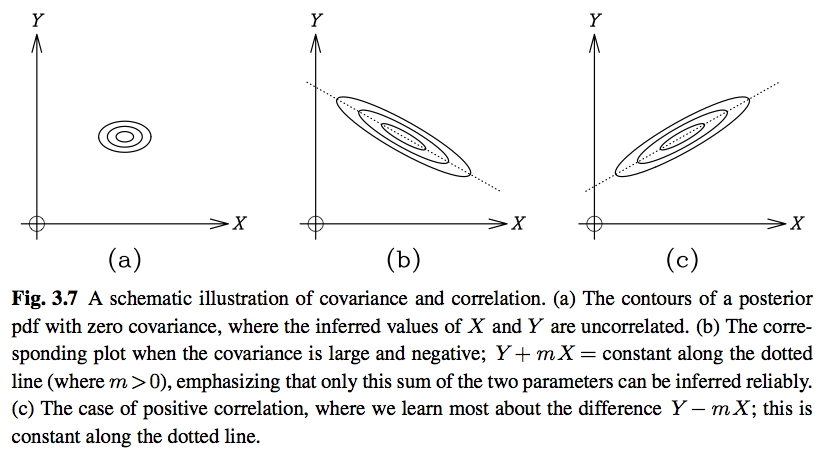 Y
Y
Y
X
X
X
(a)
(b)
(c)
Fig. 3.7 A schematic illustration of covariance and correlation. (a) The contours of a posterior
pdf with zero covariance, where the inferred values of X and Y are uncorrelated. (b) The corre-
sponding plot when the covariance is large and negative; Y + mX = constant along the dotted
line (where m > 0), emphasizing that only this sum of the two parameters can be inferred reliably.
(c) The case of positive correlation, where we learn most about the difference Y − mX; this is
constant along the dotted line.